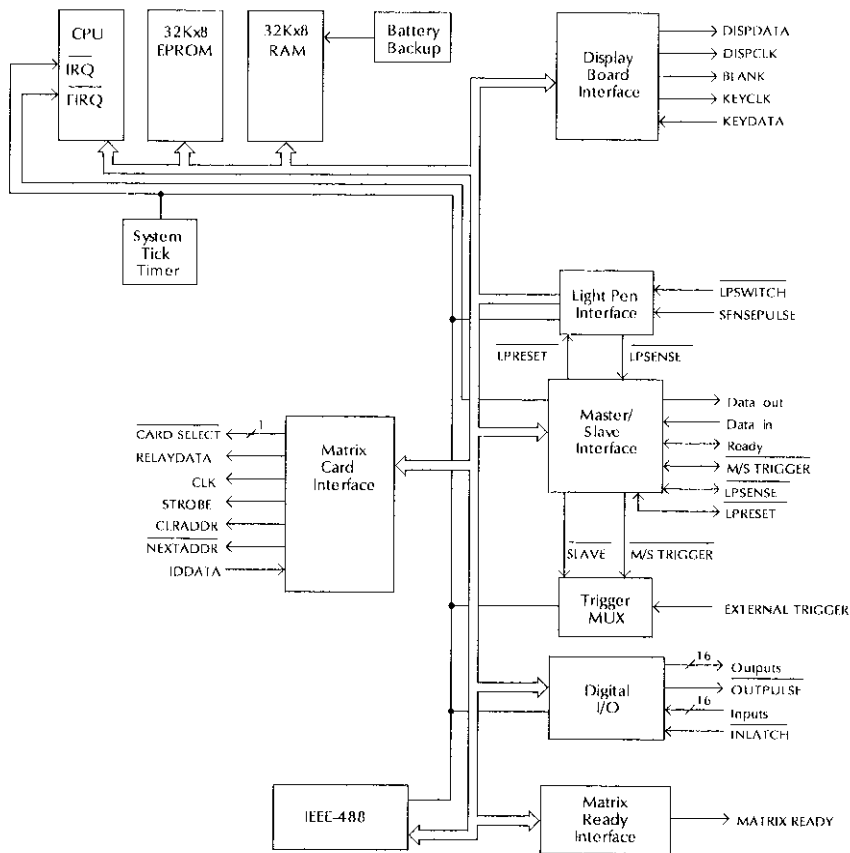 CPU
IRQ
FIRQ
32Kx8
EPROM
32Kx8
RAM
Battery
Backup
Display
Board
Interface
DISPDATA
DISPCLK
BLANK
KEYCLK
KEYDATA
System
Tick
Timer
Light Pen
Interface
LPSWITCH
SENSEPULSE
LPRESET
LPSENSE
Master/
Slave
Interface
Data out
Data in
Ready
M/S TRIGGER
LPSENSE
LPRESET
CARD SELECT
1
RELAYDATA
CLK
STROBE
CLRADDR
NEXTADDR
IDDATA
Matrix
Card
Interface
SLAVE
M/S TRIGGER
Trigger
MUX
EXTERNAL TRIGGER
Digital
I/O
16
Outputs
OUTPULSE
16
Inputs
INLATCH
IEEE-488
Matrix
Ready
Interface
MATRIX READY